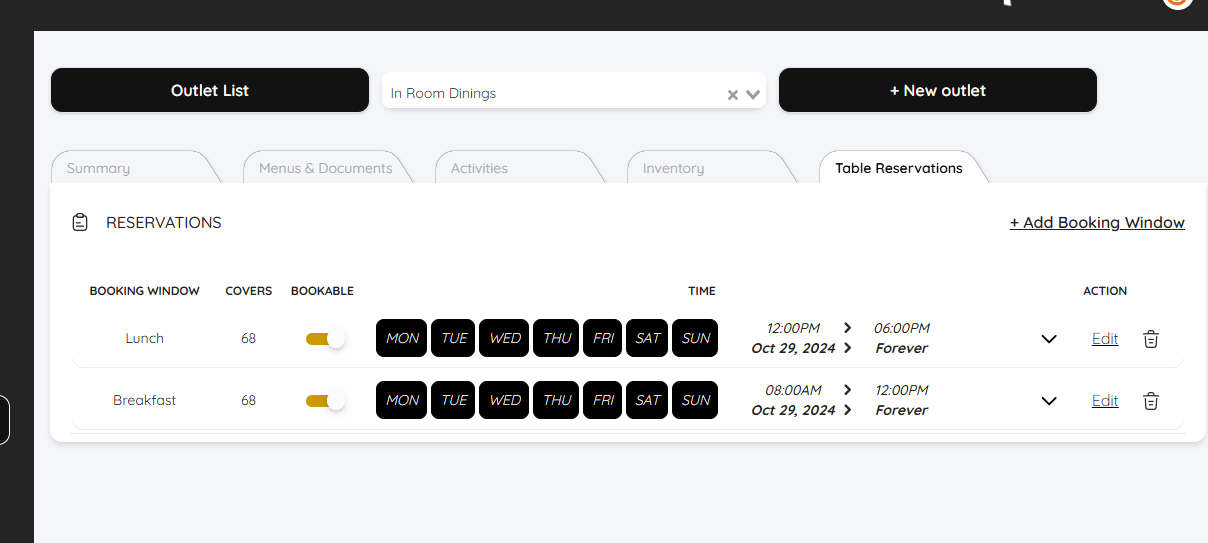 Outlet List
In Room Dinings
+ New outlet
Summary
Menus & Documents
Activities
Inventory
Table Reservations
RESERVATIONS
+ Add Booking Window
BOOKING WINDOW COVERS BOOKABLE TIME ACTION
Lunch 68 MON TUE WED THU FRI SAT SUN 12:00PM 06:00PM Edit
Oct 29, 2024 Forever
Breakfast 68 MON TUE WED THU FRI SAT SUN 08:00AM 12:00PM Edit
Oct 29, 2024 Forever